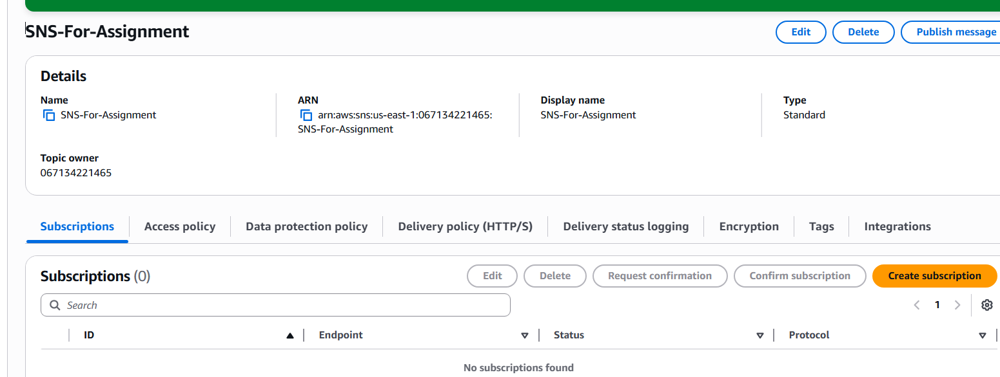 SNS-For-Assignment
Edit
Delete
Publish message
Details
Name
SNS-For-Assignment
ARN
arn:aws:sns:us-east-1:067134221465:
SNS-For-Assignment
Display name
SNS-For-Assignment
Type
Standard
Topic owner
067134221465
Subscriptions
Access policy
Data protection policy
Delivery policy (HTTP/S)
Delivery status logging
Encryption
Tags
Integrations
Subscriptions (0)
Edit
Delete
Request confirmation
Confirm subscription
Create subscription
Search
1
ID
Endpoint
Status
Protocol
No subscriptions found